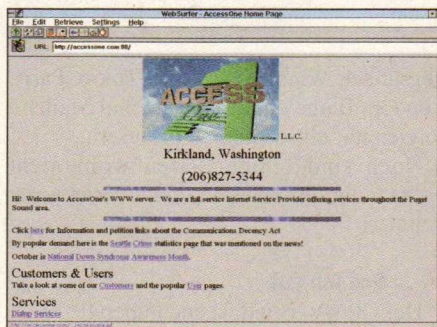 WebSurfer - AccessOne Home Page
File Edit Retrieve Settings Help
URL http://accessone.com:80/
ACCESS
One
1
L.L.C.
Kirkland, Washington
(206)827-5344
Hi! Welcome to AccessOne's WWW server. We are a full service Internet Service Provider offering services throughout the Puget
Sound area.
Click here for Information and petition links about the Communications Decency Act
By popular demand here is the Seattle Crime statistics page that was mentioned on the news!
October is National Down Syndrome Awareness Month.
Customers & Users
Take a look at some of our Customers and the popular User pages.
Services
Dialup Services